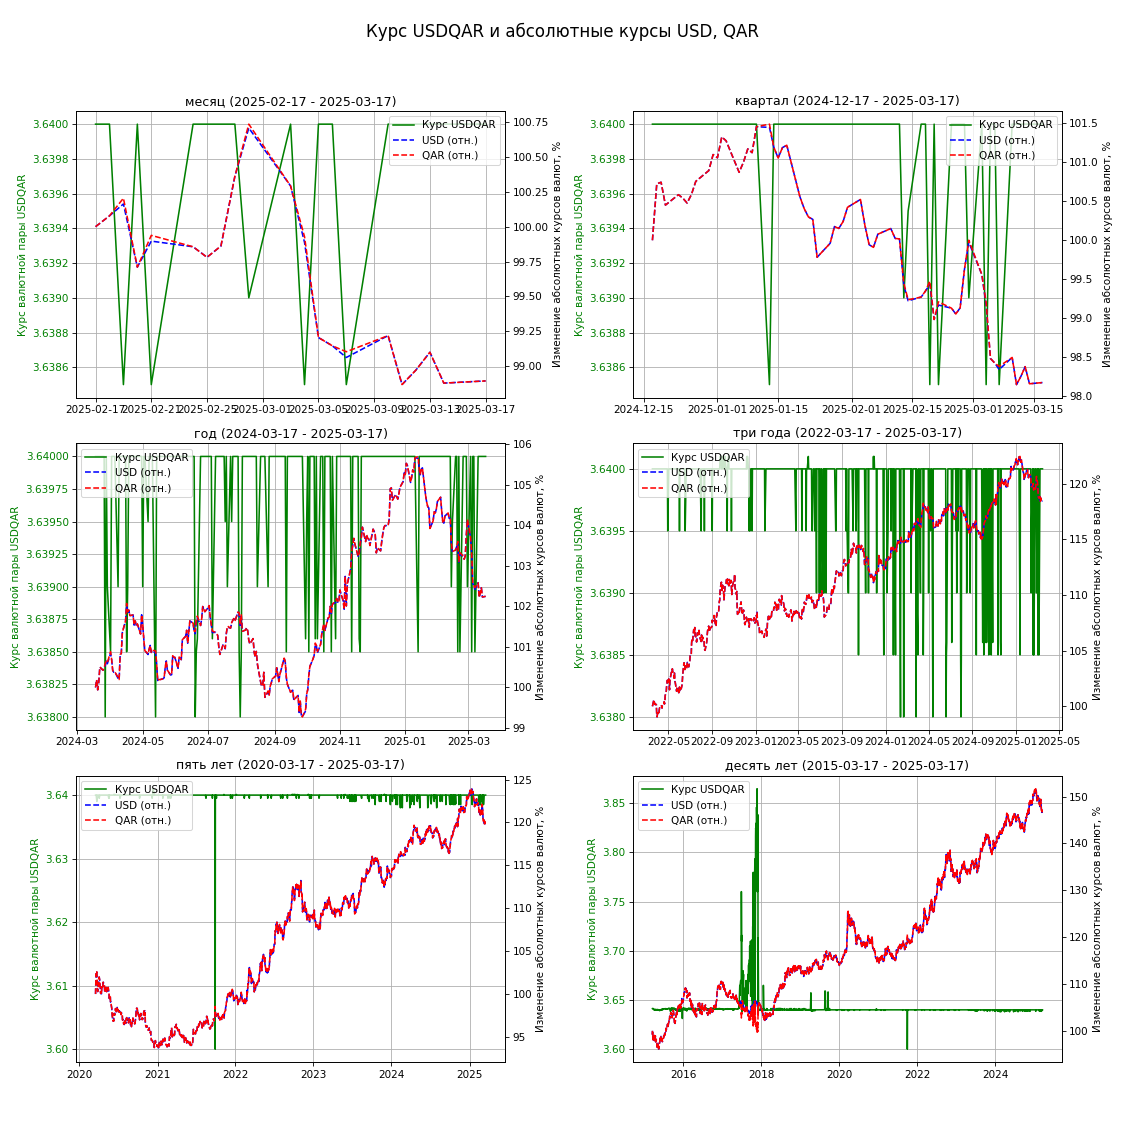 Курс USDQAR и абсолютные курсы USD, QAR
месяц (2025-02-17 - 2025-03-17)
Курс валютной пары USDQAR
3.6400
3.6398
3.6396
3.6394
3.6392
3.6390
3.6388
3.6386
Курс USDQAR
USD (отн.)
QAR (отн.)
100.75
100.50
100.25
100.00
99.75
99.50
99.25
99.00
Изменение абсолютных курсов валют, %
2025-02-17 2025-02-21 2025-02-25 2025-03-01 2025-03-05 2025-03-09 2025-03-13 2025-03-17
квартал (2024-12-17 - 2025-03-17)
Курс валютной пары USDQAR
3.6400
3.6398
3.6396
3.6394
3.6392
3.6390
3.6388
3.6386
Курс USDQAR
USD (отн.)
QAR (отн.)
101.5
101.0
100.5
100.0
99.5
99.0
98.5
98.0
Изменение абсолютных курсов валют, %
2024-12-15 2025-01-01 2025-01-15 2025-02-01 2025-02-15 2025-03-01 2025-03-15
год (2024-03-17 - 2025-03-17)
Курс валютной пары USDQAR
3.64000
3.63975
3.63950
3.63925
3.63900
3.63875
3.63850
3.63825
3.63800
Курс USDQAR
USD (отн.)
QAR (отн.)
106
105
104
103
102
101
100
99
Изменение абсолютных курсов валют, %
2024-03 2024-05 2024-07 2024-09 2024-11 2025-01 2025-03
три года (2022-03-17 - 2025-03-17)
Курс валютной пары USDQAR
3.6400
3.6395
3.6390
3.6385
3.6380
Курс USDQAR
USD (отн.)
QAR (отн.)
120
115
110
105
100
Изменение абсолютных курсов валют, %
2022-05 2022-09 2023-01 2023-05 2023-09 2024-01 2024-05 2024-09 2025-01 2025-05
пять лет (2020-03-17 - 2025-03-17)
Курс валютной пары USDQAR
3.64
3.63
3.62
3.61
3.60
Курс USDQAR
USD (отн.)
QAR (отн.)
125
120
115
110
105
100
95
Изменение абсолютных курсов валют, %
2020 2021 2022 2023 2024 2025
десять лет (2015-03-17 - 2025-03-17)
Курс валютной пары USDQAR
3.85
3.80
3.75
3.70
3.65
3.60
Курс USDQAR
USD (отн.)
QAR (отн.)
150
140
130
120
110
100
Изменение абсолютных курсов валют, %
2016 2018 2020 2022 2024